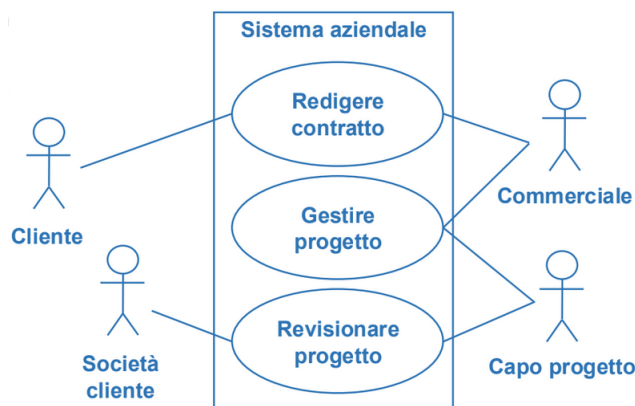 Sistema aziendale
Redigere
contratto
Cliente
Commerciale
Gestire
progetto
Società
cliente
Revisionare
progetto
Capo progetto